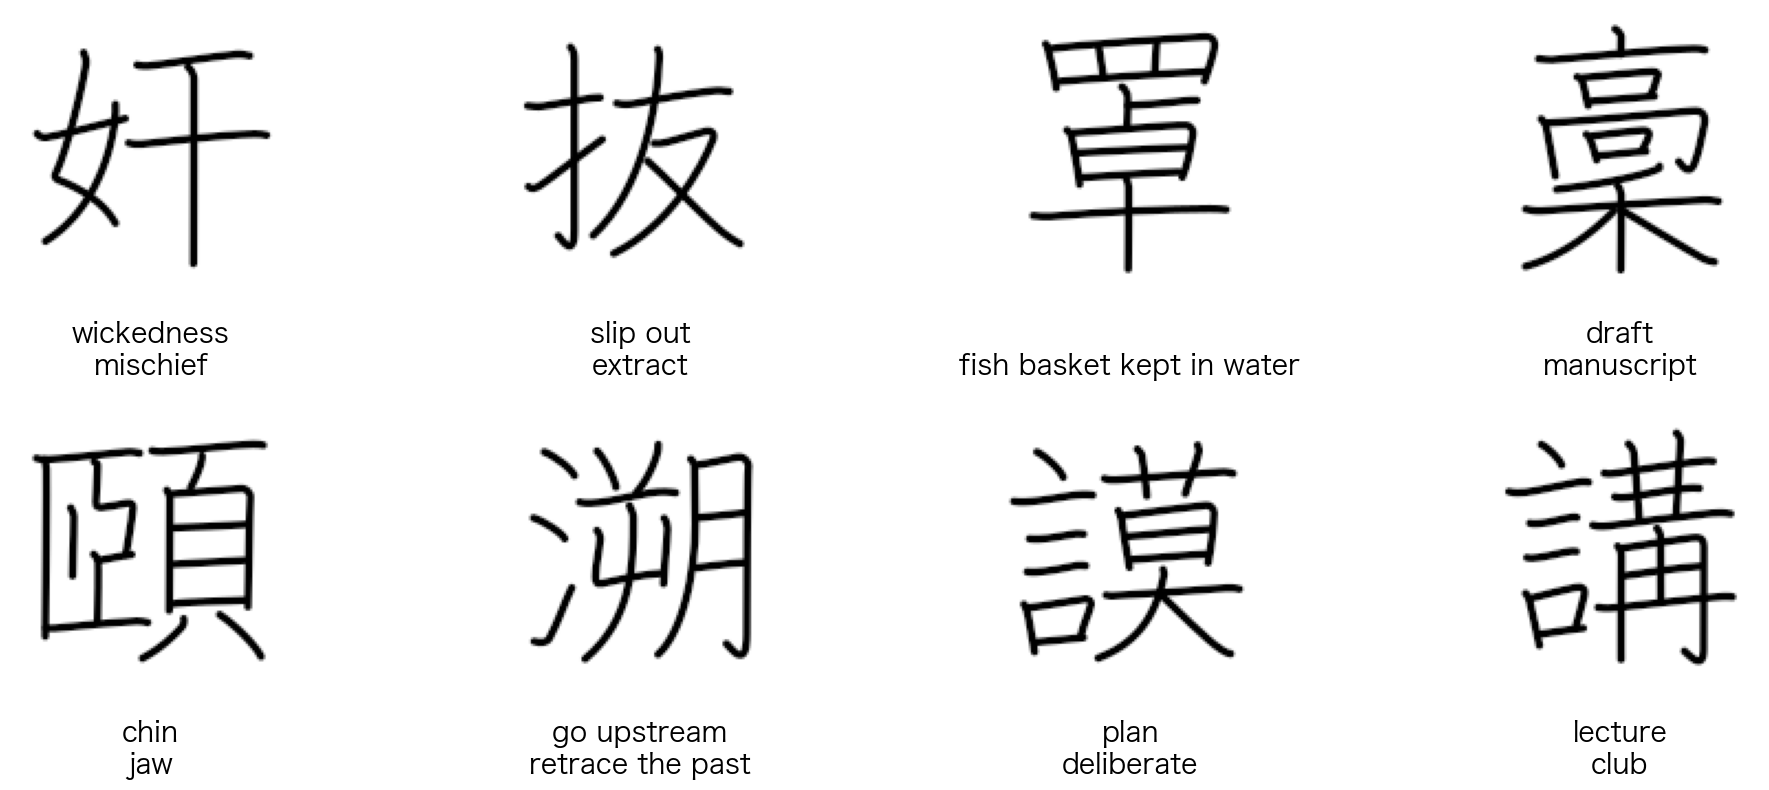 奸 抜 罩 稾
wickedness mischief
slip out extract
fish basket kept in water
draft manuscript
頤 溯 謨 講
chin jaw
go upstream retrace the past
plan deliberate
lecture club